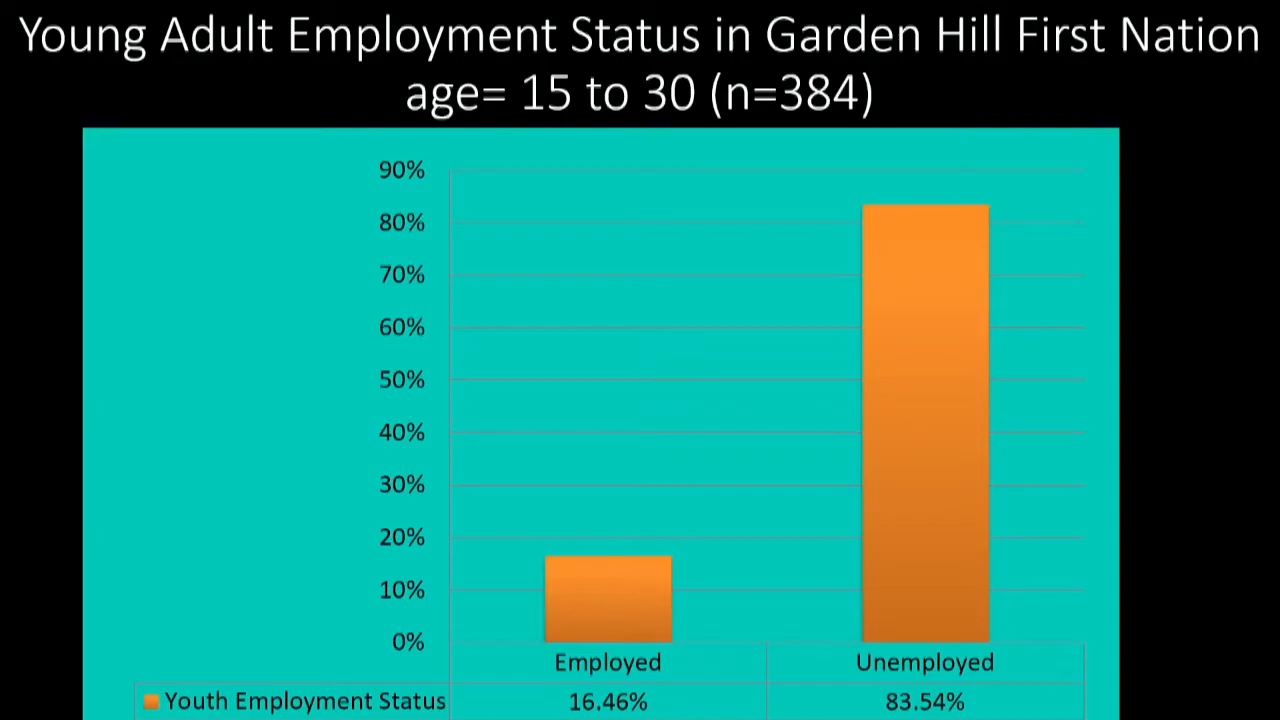 Young Adult Employment Status in Garden Hill First Nation
age= 15 to 30 (n=384)
90%
80%
70%
60%
50%
40%
30%
20%
10%
0%
Employed Unemployed
Youth Employment Status 16.46% 83.54%